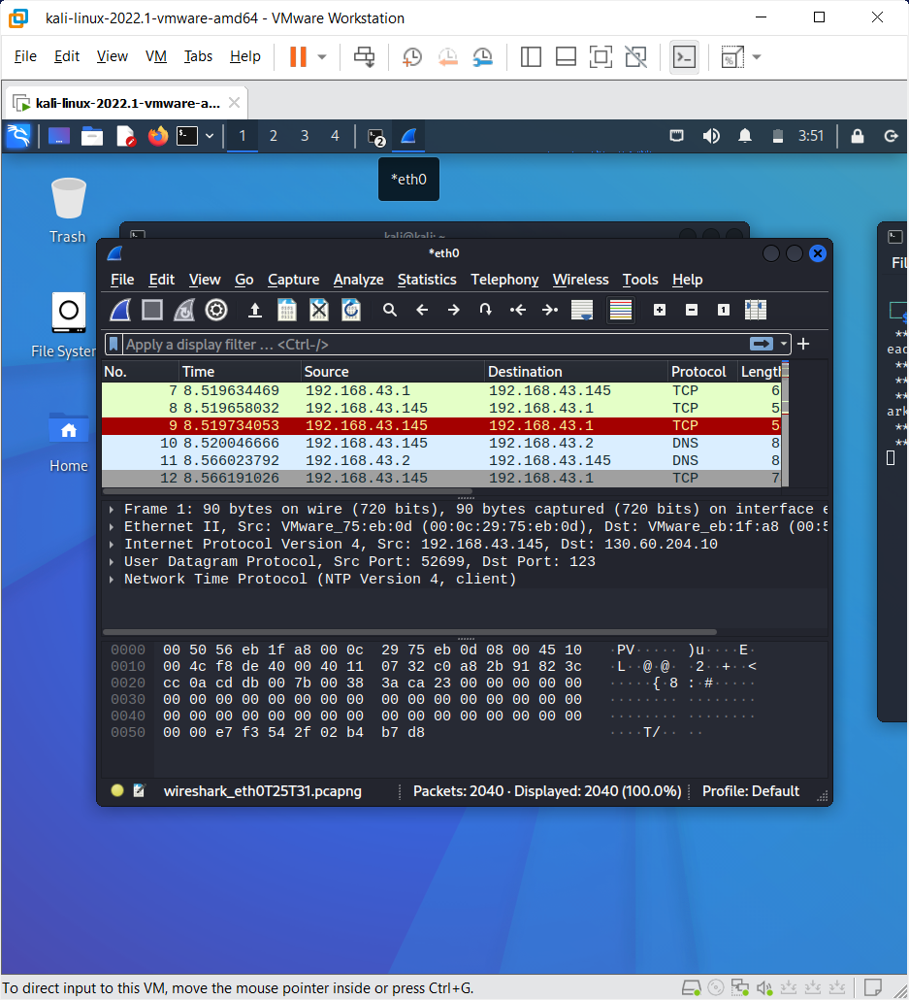 kali-linux-2022.1-vmware-amd64 - VMware Workstation
File Edit View VM Tabs Help
kali-linux-2022.1-vmware-a...
1 2 3 4 2 3:51
*eth0
Trash
kali@kali: ~
*eth0
File Edit View Go Capture Analyze Statistics Telephony Wireless Tools Help
Fil
Apply a display filter … <Ctrl-/>
File System
No. Time Source Destination Protocol Length
7 8.519634469 192.168.43.1 192.168.43.145 TCP 6
8 8.519658032 192.168.43.145 192.168.43.1 TCP 5
9 8.519734053 192.168.43.145 192.168.43.1 TCP 5
10 8.520046666 192.168.43.145 192.168.43.2 DNS 8
11 8.566023792 192.168.43.2 192.168.43.145 DNS 8
12 8.566191026 192.168.43.145 192.168.43.1 TCP 7
$
**
eac
**
**
**
ark
**
**
Home
Frame 1: 90 bytes on wire (720 bits), 90 bytes captured (720 bits) on interface e
Ethernet II, Src: VMware_75:eb:0d (00:0c:29:75:eb:0d), Dst: VMware_eb:1f:a8 (00:5
Internet Protocol Version 4, Src: 192.168.43.145, Dst: 130.60.204.10
User Datagram Protocol, Src Port: 52699, Dst Port: 123
Network Time Protocol (NTP Version 4, client)
0000 00 50 56 eb 1f a8 00 0c 29 75 eb 0d 08 00 45 10 ·PV····· )u····E·
0010 00 4c f8 de 40 00 40 11 07 32 c0 a8 2b 91 82 3c ·L··@·@· ·2··+··<
0020 cc 0a cd db 00 7b 00 38 3a ca 23 00 00 00 00 00 ·····{·8 :·#·····
0030 00 00 00 00 00 00 00 00 00 00 00 00 00 00 00 00 ········ ········
0040 00 00 00 00 00 00 00 00 00 00 00 00 00 00 00 00 ········ ········
0050 00 00 e7 f3 54 2f 02 b4 b7 d8 ····T/·· ··
wireshark_eth0T25T31.pcapng Packets: 2040 · Displayed: 2040 (100.0%) Profile: Default
To direct input to this VM, move the mouse pointer inside or press Ctrl+G.